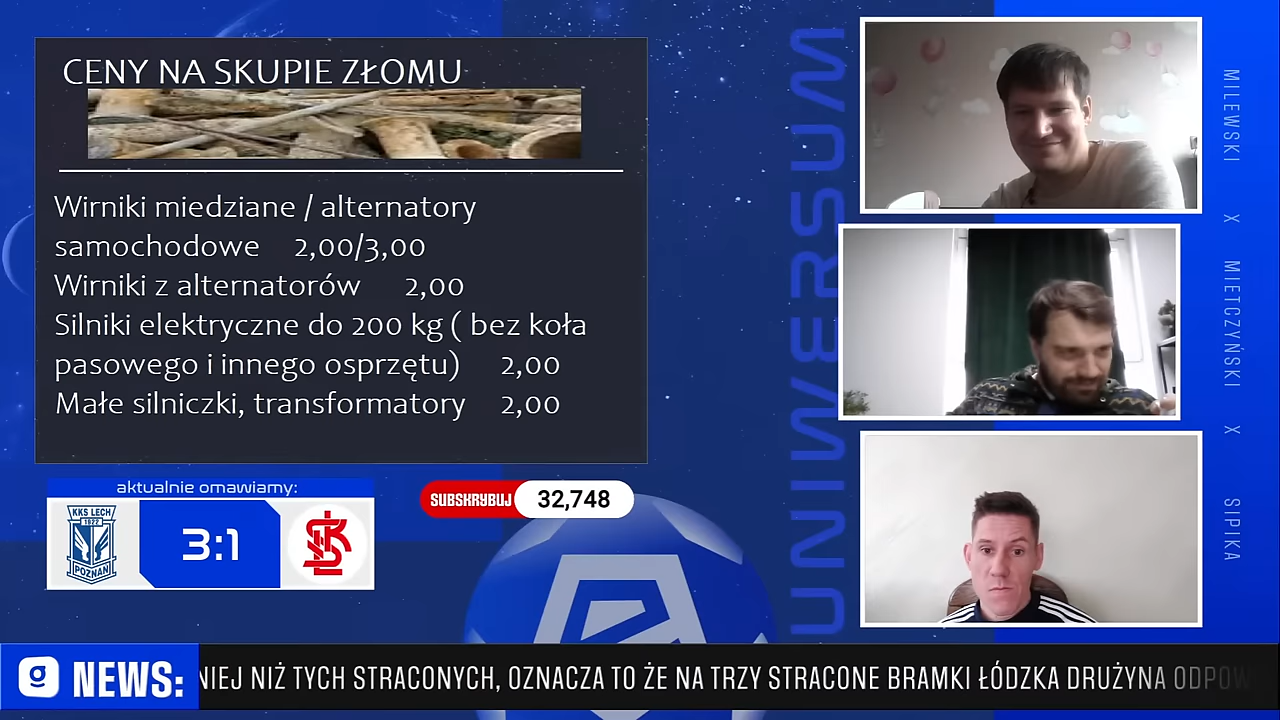 CENY NA SKUPIE ZŁOMU
Wirniki miedziane / alternatory
samochodowe 2,00/3,00
Wirniki z alternatorów 2,00
Silniki elektryczne do 200 kg ( bez koła
pasowego i innego osprzętu) 2,00
Małe silniczki, transformatory 2,00
aktualnie omawiamy:
KKS LECH
1922
POZNAŃ
3:1
ŁKS
SUBSKRYBUJ 32,748
UNIWERSUM
MILEWSKI X MIETCZYŃSKI X SIPIKA
g NEWS:
NIEJ NIŻ TYCH STRACONYCH, OZNACZA TO ŻE NA TRZY STRACONE BRAMKI ŁÓDZKA DRUŻYNA ODPOW